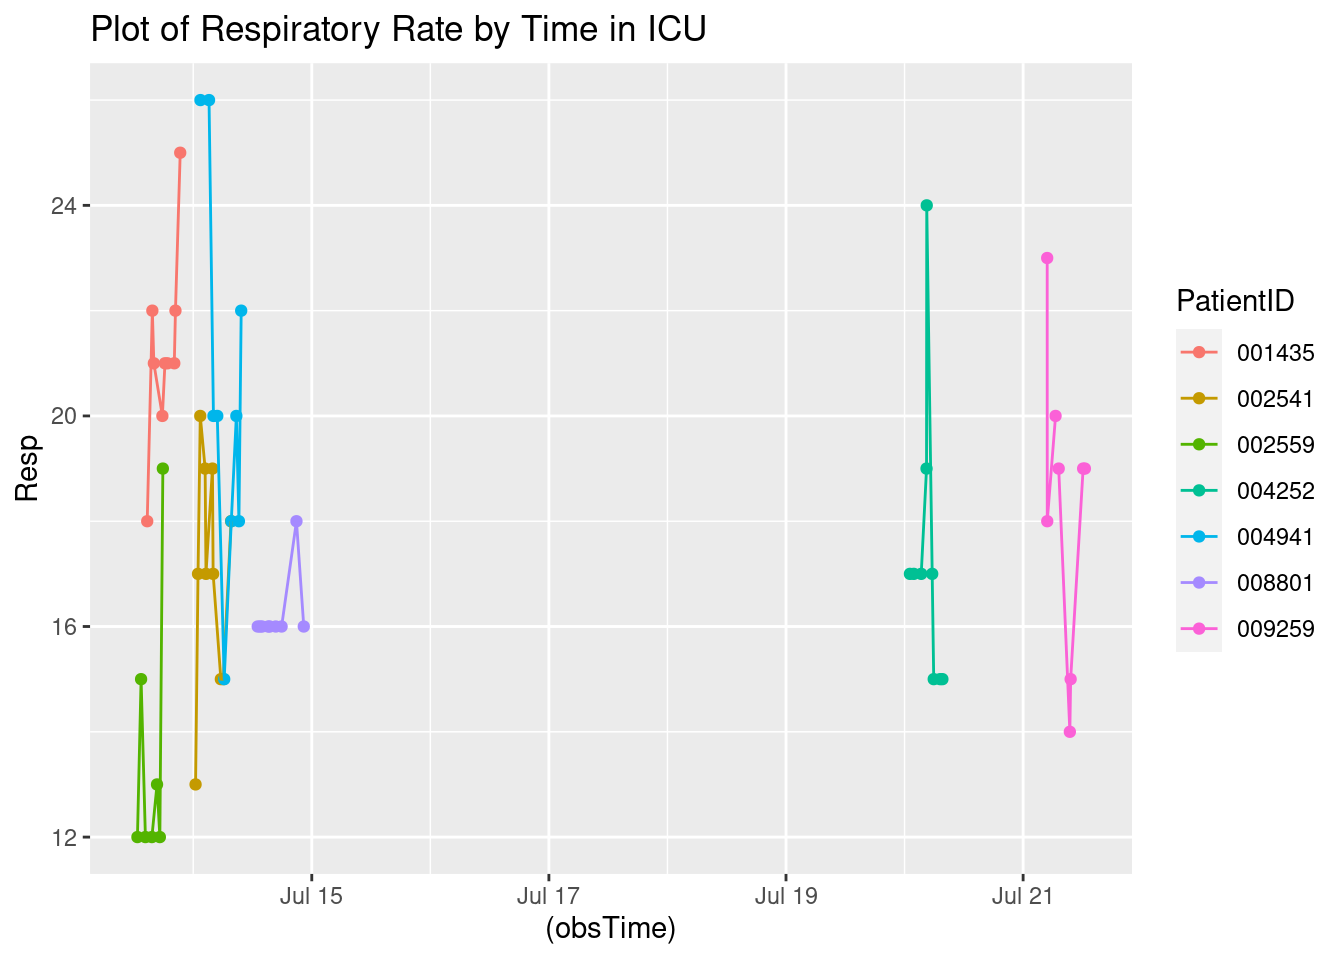 Plot of Respiratory Rate by Time in ICU
24
20
16
12
Resp
Jul 15
Jul 17
Jul 19
Jul 21
(obsTime)
PatientID
001435
002541
002559
004252
004941
008801
009259